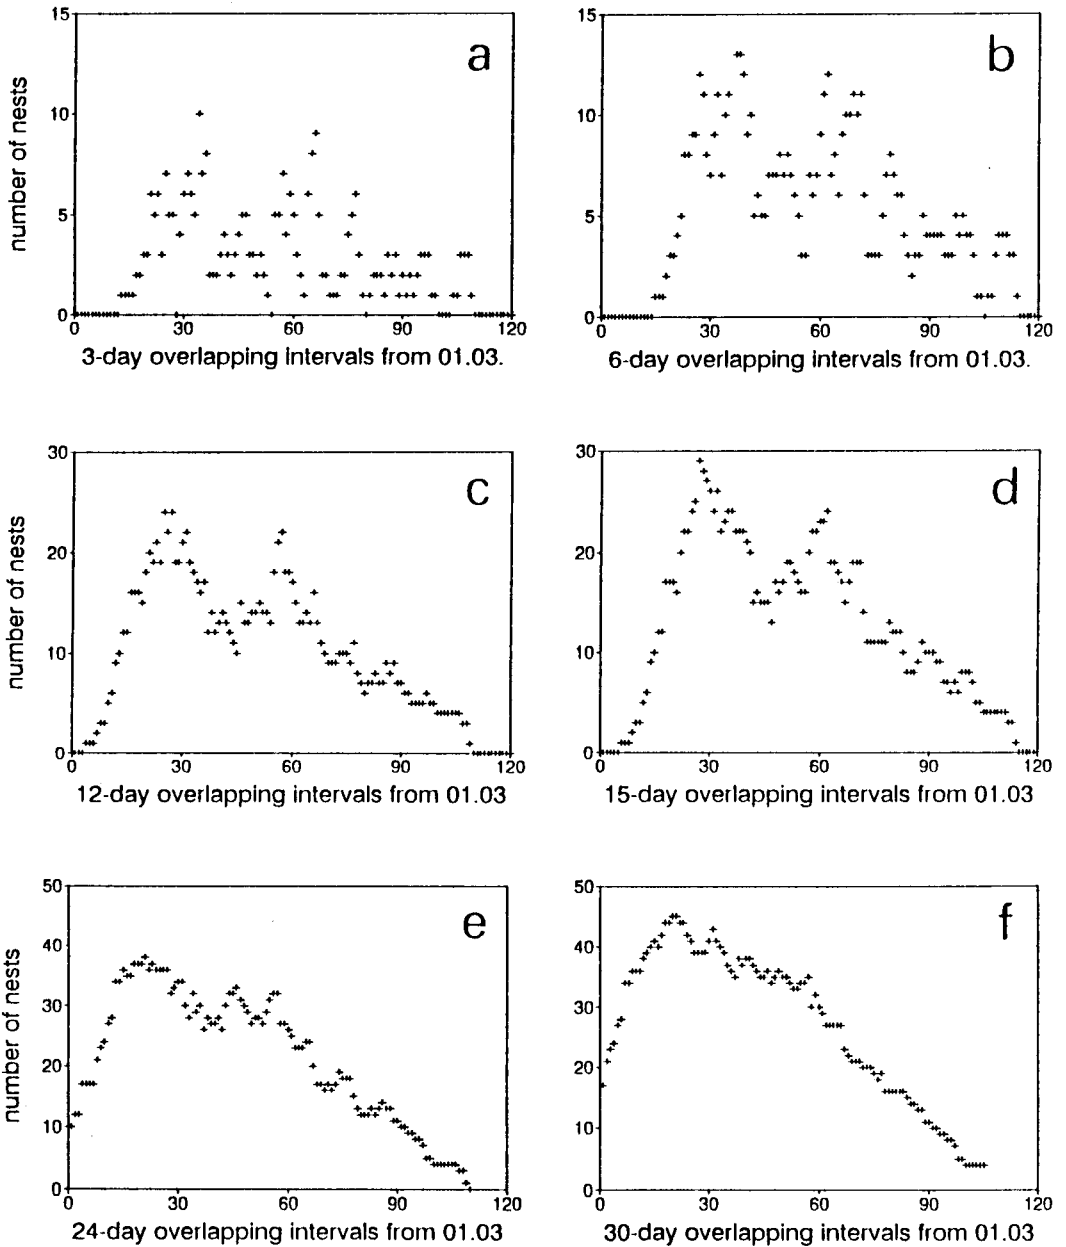 a
b
number of nests
15
10
5
0
0 30 60 90 120
3-day overlapping intervals from 01.03.
15
10
5
0
0 30 60 90 120
6-day overlapping intervals from 01.03.
c
d
number of nests
30
20
10
0
0 30 60 90 120
12-day overlapping intervals from 01.03
30
20
10
0
0 30 60 90 120
15-day overlapping intervals from 01.03
e
f
number of nests
50
40
30
20
10
0
0 30 60 90 120
24-day overlapping intervals from 01.03
50
40
30
20
10
0
0 30 60 90 120
30-day overlapping intervals from 01.03